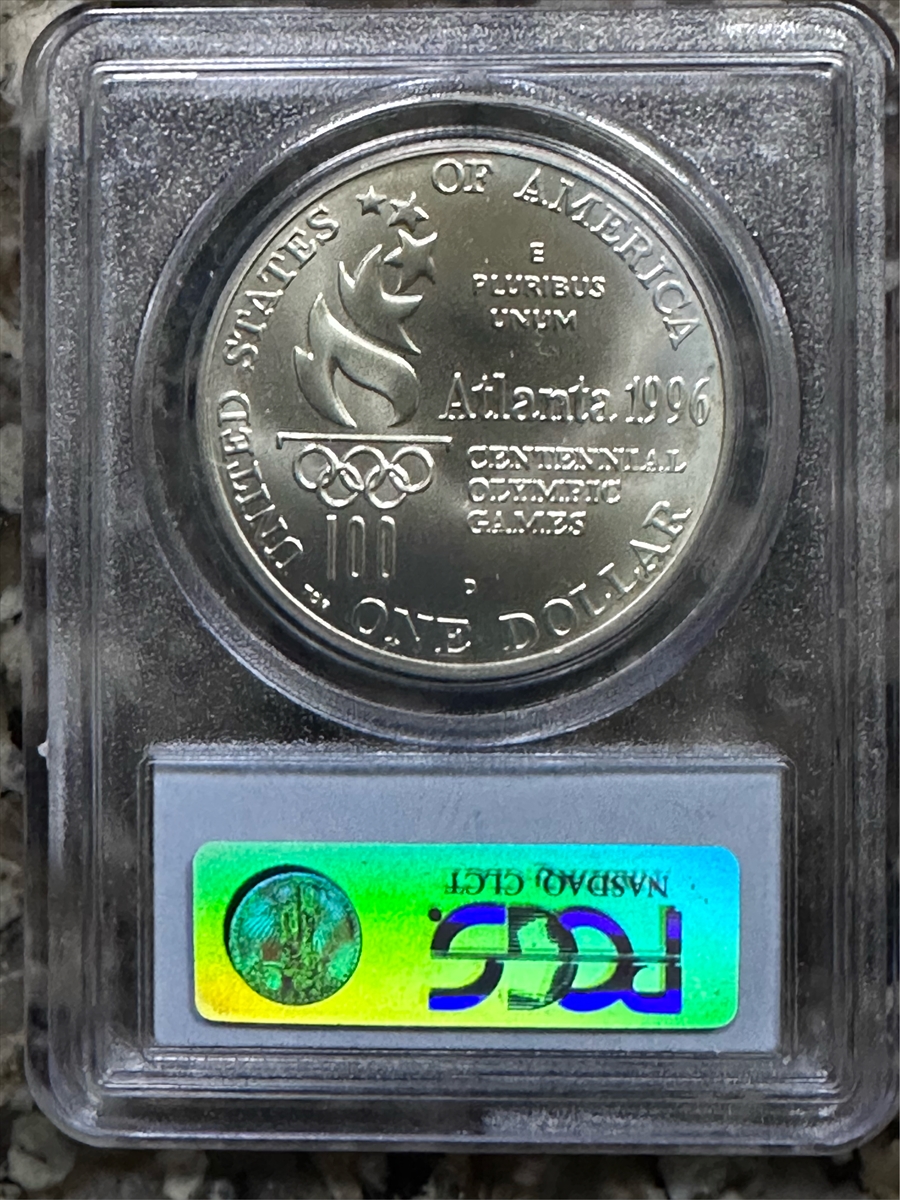 UNITED STATES OF AMERICA
E
PLURIBUS
UNUM
Atlanta 1996
CENTENNIAL
OLYMPIC
GAMES
100
D
ONE DOLLAR
NASDAQ, CLCT
PCGS